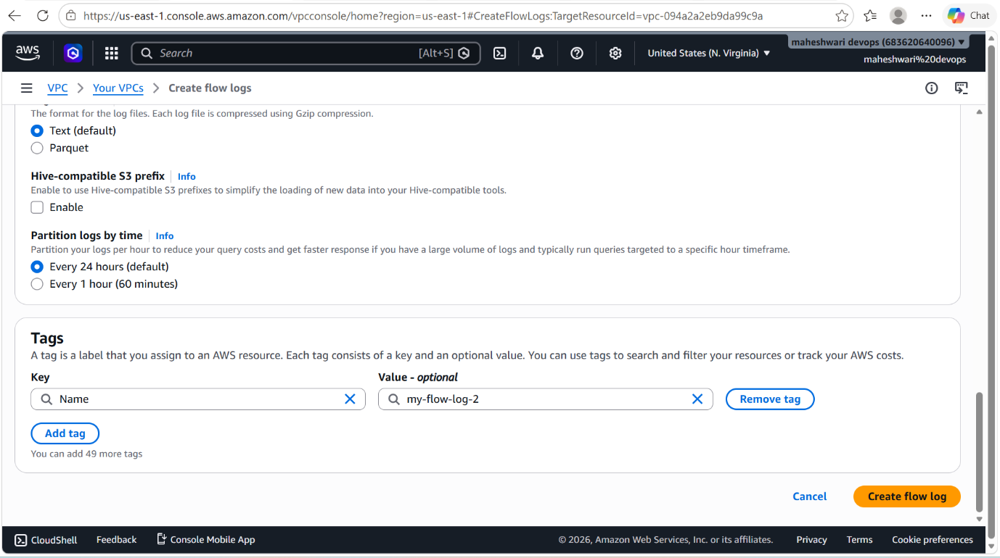 https://us-east-1.console.aws.amazon.com/vpcconsole/home?region=us-east-1#CreateFlowLogs:TargetResourceId=vpc-094a2a2eb9da99c9a
Chat
aws
Search [Alt+S]
United States (N. Virginia)
maheshwari devops (683620640096)
maheshwari%20devops
VPC > Your VPCs > Create flow logs
The format for the log files. Each log file is compressed using Gzip compression.
Text (default)
Parquet
Hive-compatible S3 prefix Info
Enable to use Hive-compatible S3 prefixes to simplify the loading of new data into your Hive-compatible tools.
Enable
Partition logs by time Info
Partition your logs per hour to reduce your query costs and get faster response if you have a large volume of logs and typically run queries targeted to a specific hour timeframe.
Every 24 hours (default)
Every 1 hour (60 minutes)
Tags
A tag is a label that you assign to an AWS resource. Each tag consists of a key and an optional value. You can use tags to search and filter your resources or track your AWS costs.
Key Value - optional
Name my-flow-log-2 Remove tag
Add tag
You can add 49 more tags
Cancel Create flow log
CloudShell Feedback Console Mobile App © 2026, Amazon Web Services, Inc. or its affiliates. Privacy Terms Cookie preferences